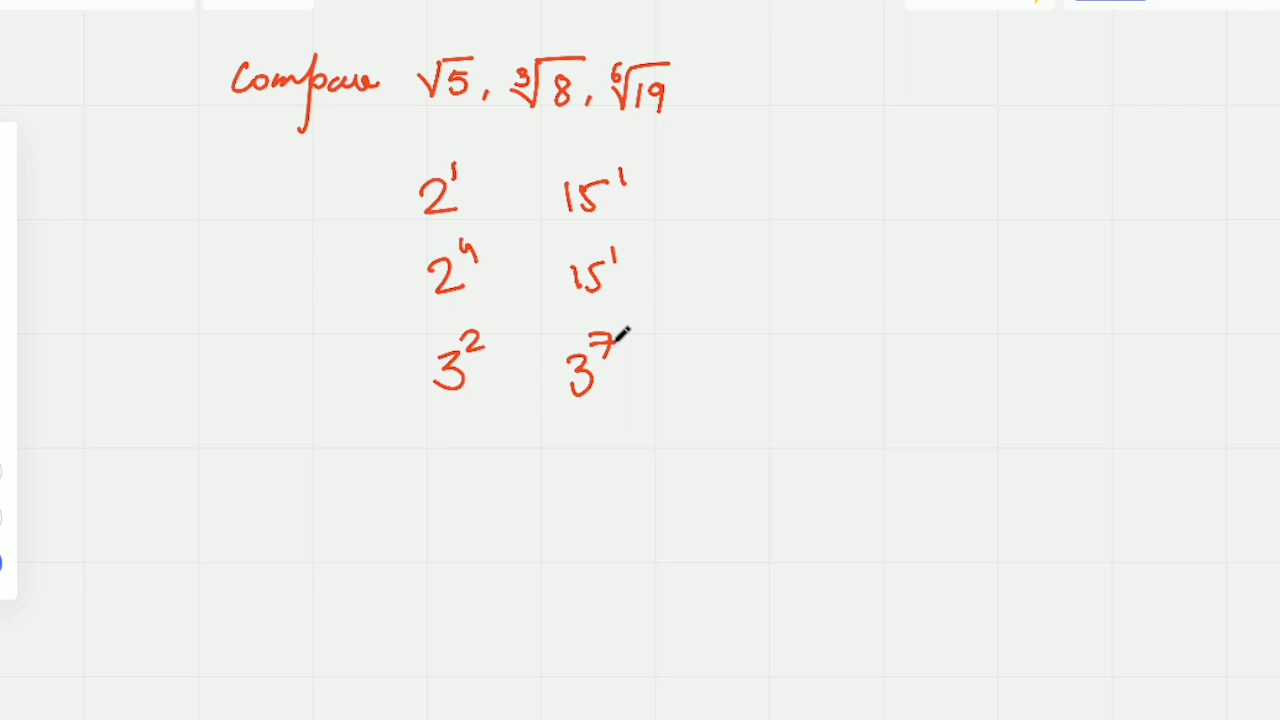 Compare √5, ∛8, ⁶√19
2¹ 15¹
2⁴ 15¹
3² 3⁷